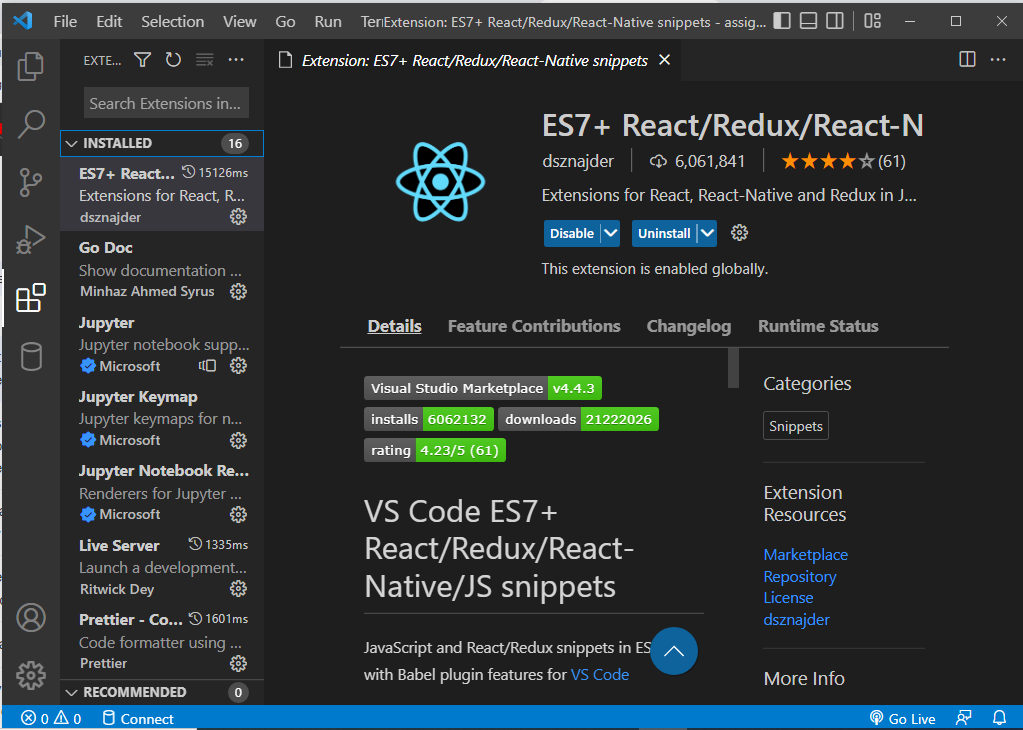 File Edit Selection View Go Run Ter Extension: ES7+ React/Redux/React-Native snippets - assig...
EXTE...
Extension: ES7+ React/Redux/React-Native snippets
Search Extensions in...
INSTALLED 16
ES7+ React... 15126ms
Extensions for React, R...
dsznajder
Go Doc
Show documentation ...
Minhaz Ahmed Syrus
Jupyter
Jupyter notebook supp...
Microsoft
Jupyter Keymap
Jupyter keymaps for n...
Microsoft
Jupyter Notebook Re...
Renderers for Jupyter ...
Microsoft
Live Server 1335ms
Launch a development...
Ritwick Dey
Prettier - Co... 1601ms
Code formatter using ...
Prettier
RECOMMENDED 0
ES7+ React/Redux/React-N
dsznajder 6,061,841 (61)
Extensions for React, React-Native and Redux in J...
Disable Uninstall
This extension is enabled globally.
Details Feature Contributions Changelog Runtime Status
Visual Studio Marketplace v4.4.3
installs 6062132 downloads 21222026
rating 4.23/5 (61)
VS Code ES7+
React/Redux/React-
Native/JS snippets
JavaScript and React/Redux snippets in ES
with Babel plugin features for VS Code
Categories
Snippets
Extension
Resources
Marketplace
Repository
License
dsznajder
More Info
0 0 Connect Go Live